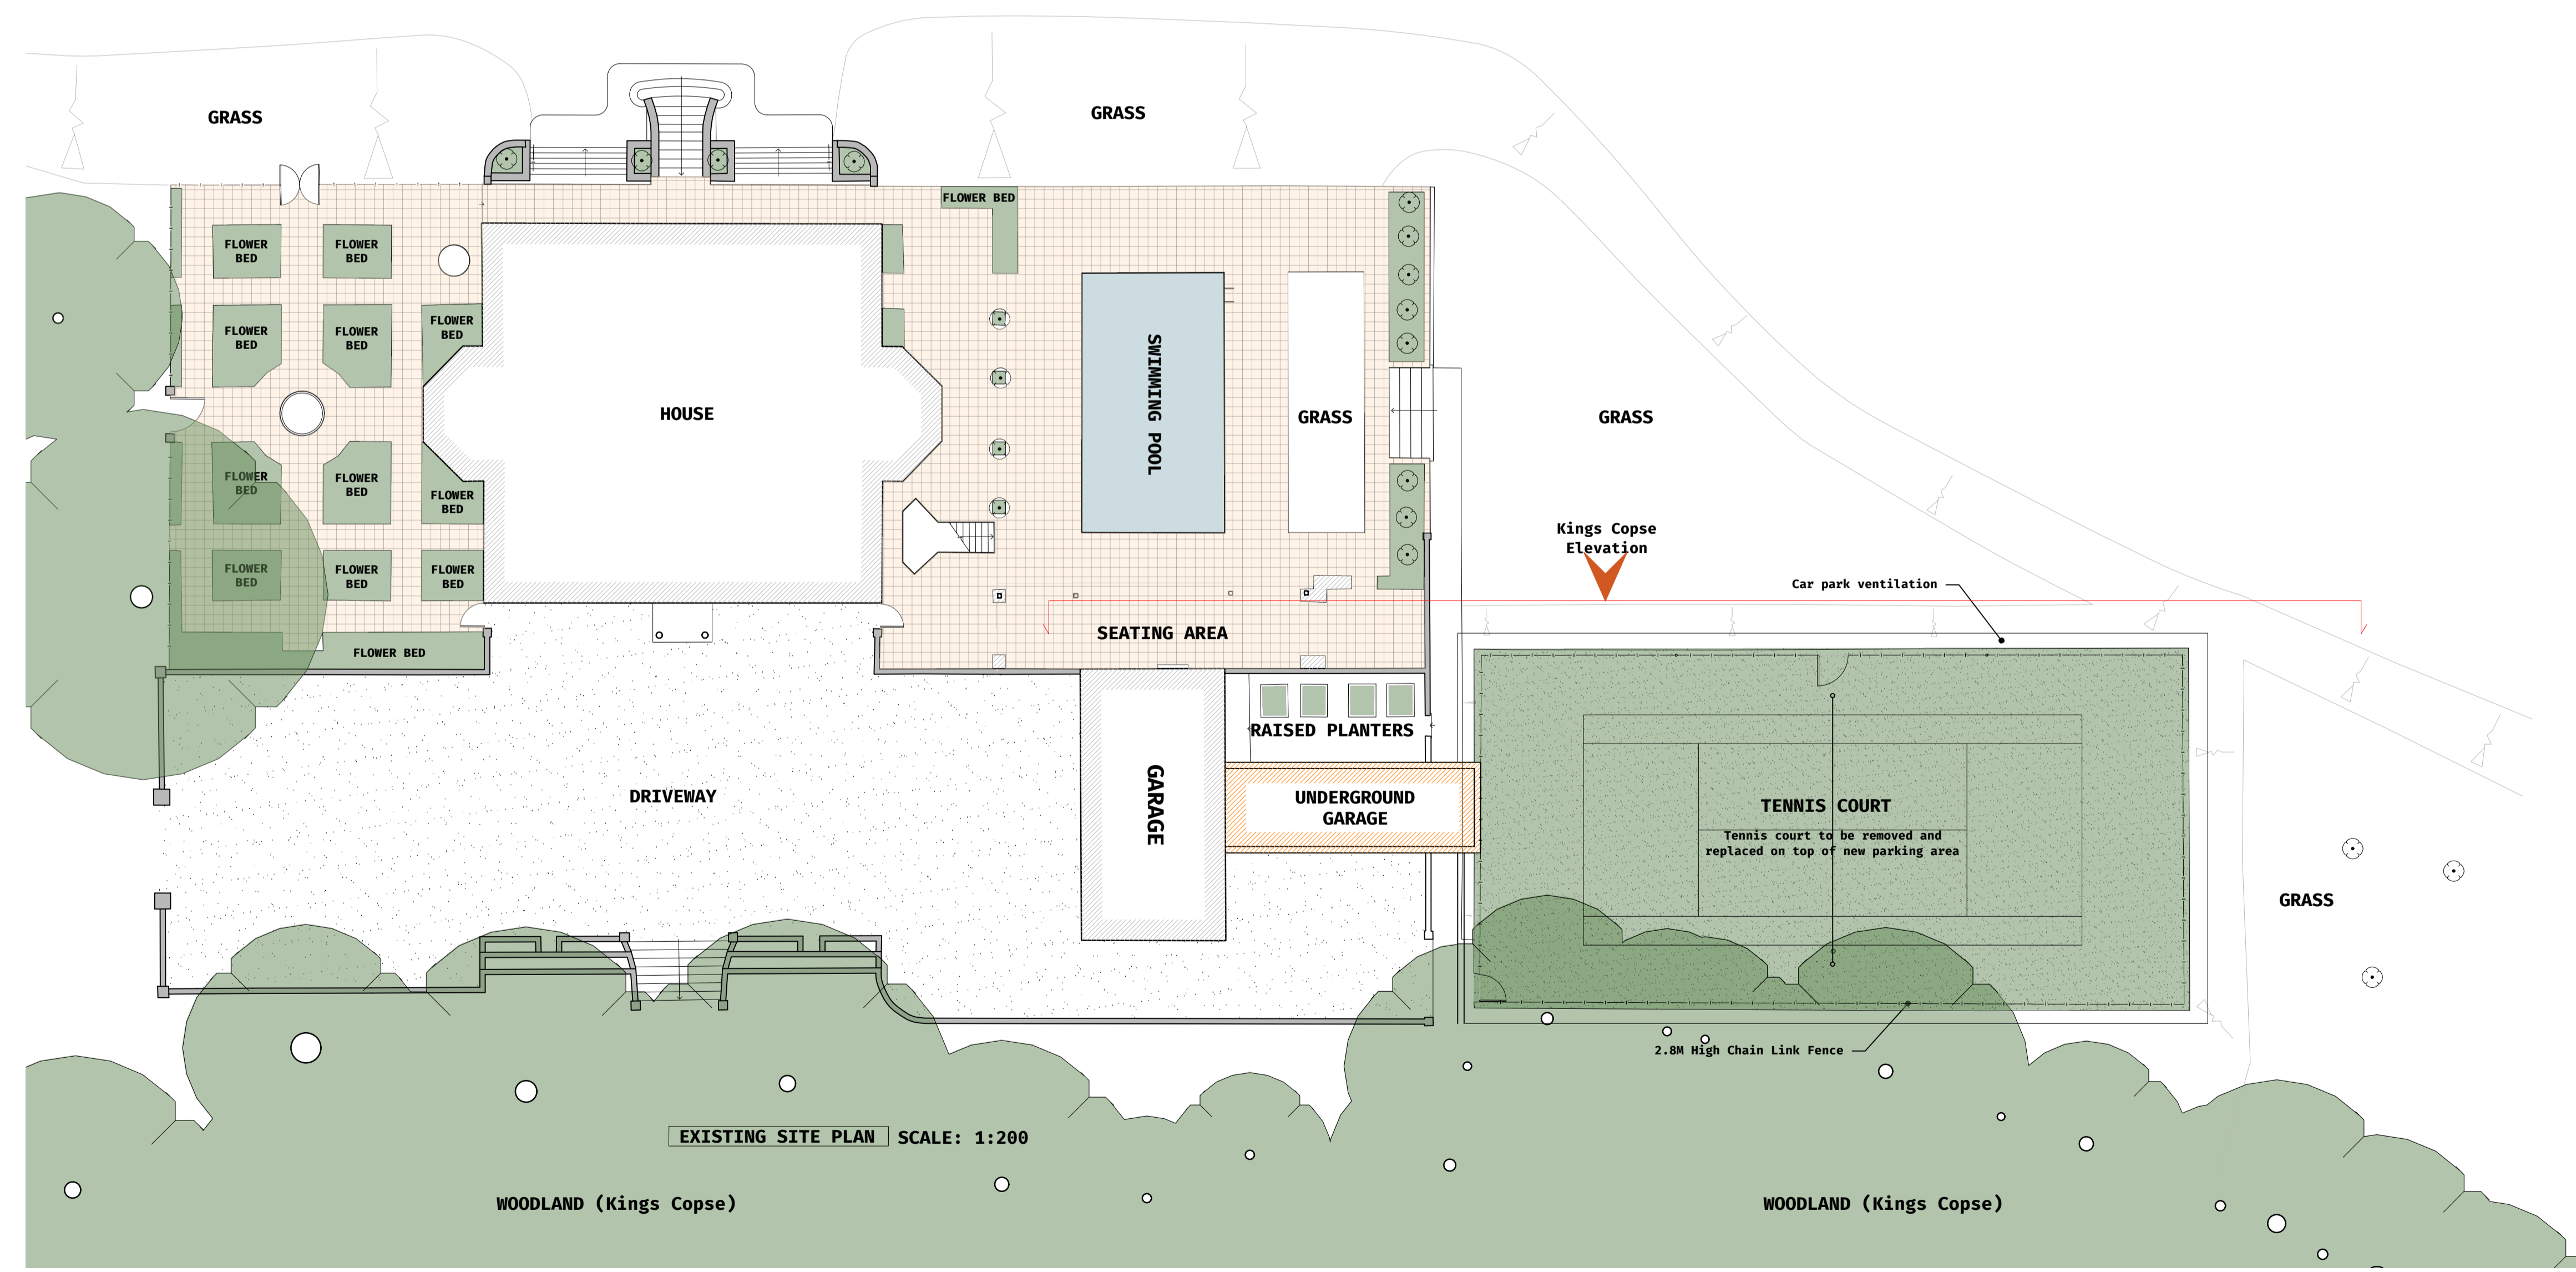 GRASS
GRASS
FLOWER BED
FLOWER
BED
FLOWER
BED
FLOWER
BED
FLOWER
BED
FLOWER
BED
HOUSE
SWIMMING POOL
GRASS
GRASS
FLOWER
BED
FLOWER
BED
FLOWER
BED
Kings Copse
Elevation
FLOWER
BED
FLOWER
BED
FLOWER
BED
Car park ventilation
SEATING AREA
FLOWER BED
RAISED PLANTERS
DRIVEWAY
GARAGE
UNDERGROUND
GARAGE
TENNIS COURT
Tennis court to be removed and
replaced on top of new parking area
GRASS
2.8M High Chain Link Fence
EXISTING SITE PLAN SCALE: 1:200
WOODLAND (Kings Copse)
WOODLAND (Kings Copse)